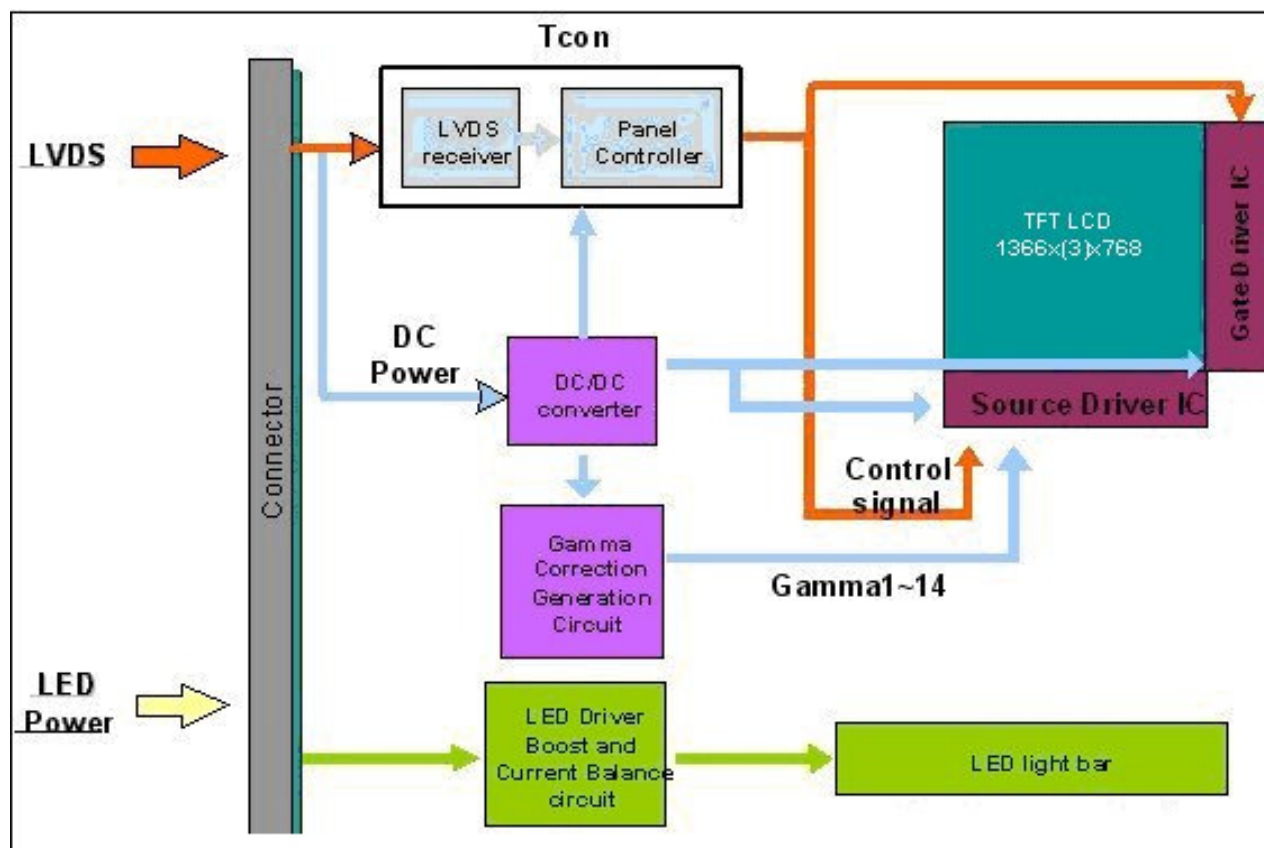 Tcon
LVDS
LVDS
receiver
Panel
Controller
TFT LCD
1366x(3)x768
Gate Driver IC
DC
Power
DC/DC
converter
Source Driver IC
Connector
Control
signal
Gamma
Correction
Generation
Circuit
Gamma1~14
LED
Power
LED Driver
Boost and
Current Balance
circuit
LED light bar